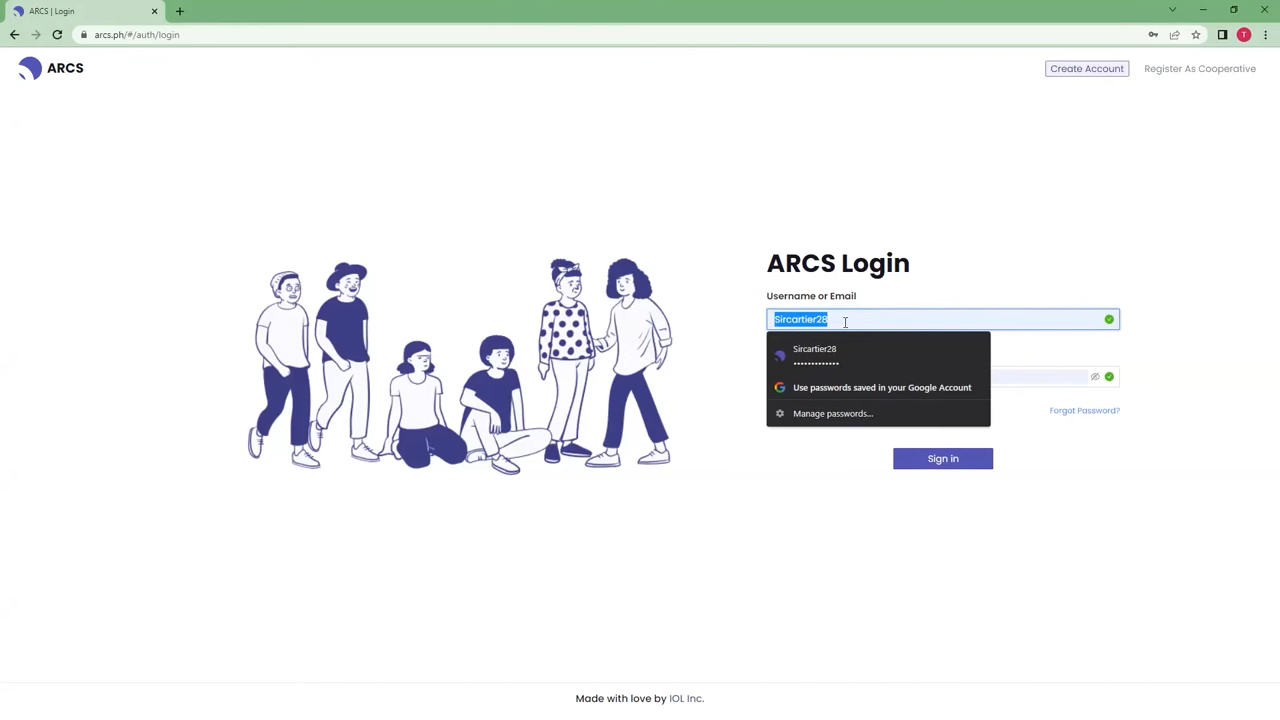 ARCS | Login
arcs.ph/#/auth/login
T
ARCS
Create Account
Register As Cooperative
ARCS Login
Username or Email
Sircartier28
Sircartier28
•••••••••••••
Use passwords saved in your Google Account
Manage passwords...
Forgot Password?
Sign in
Made with love by IOL Inc.